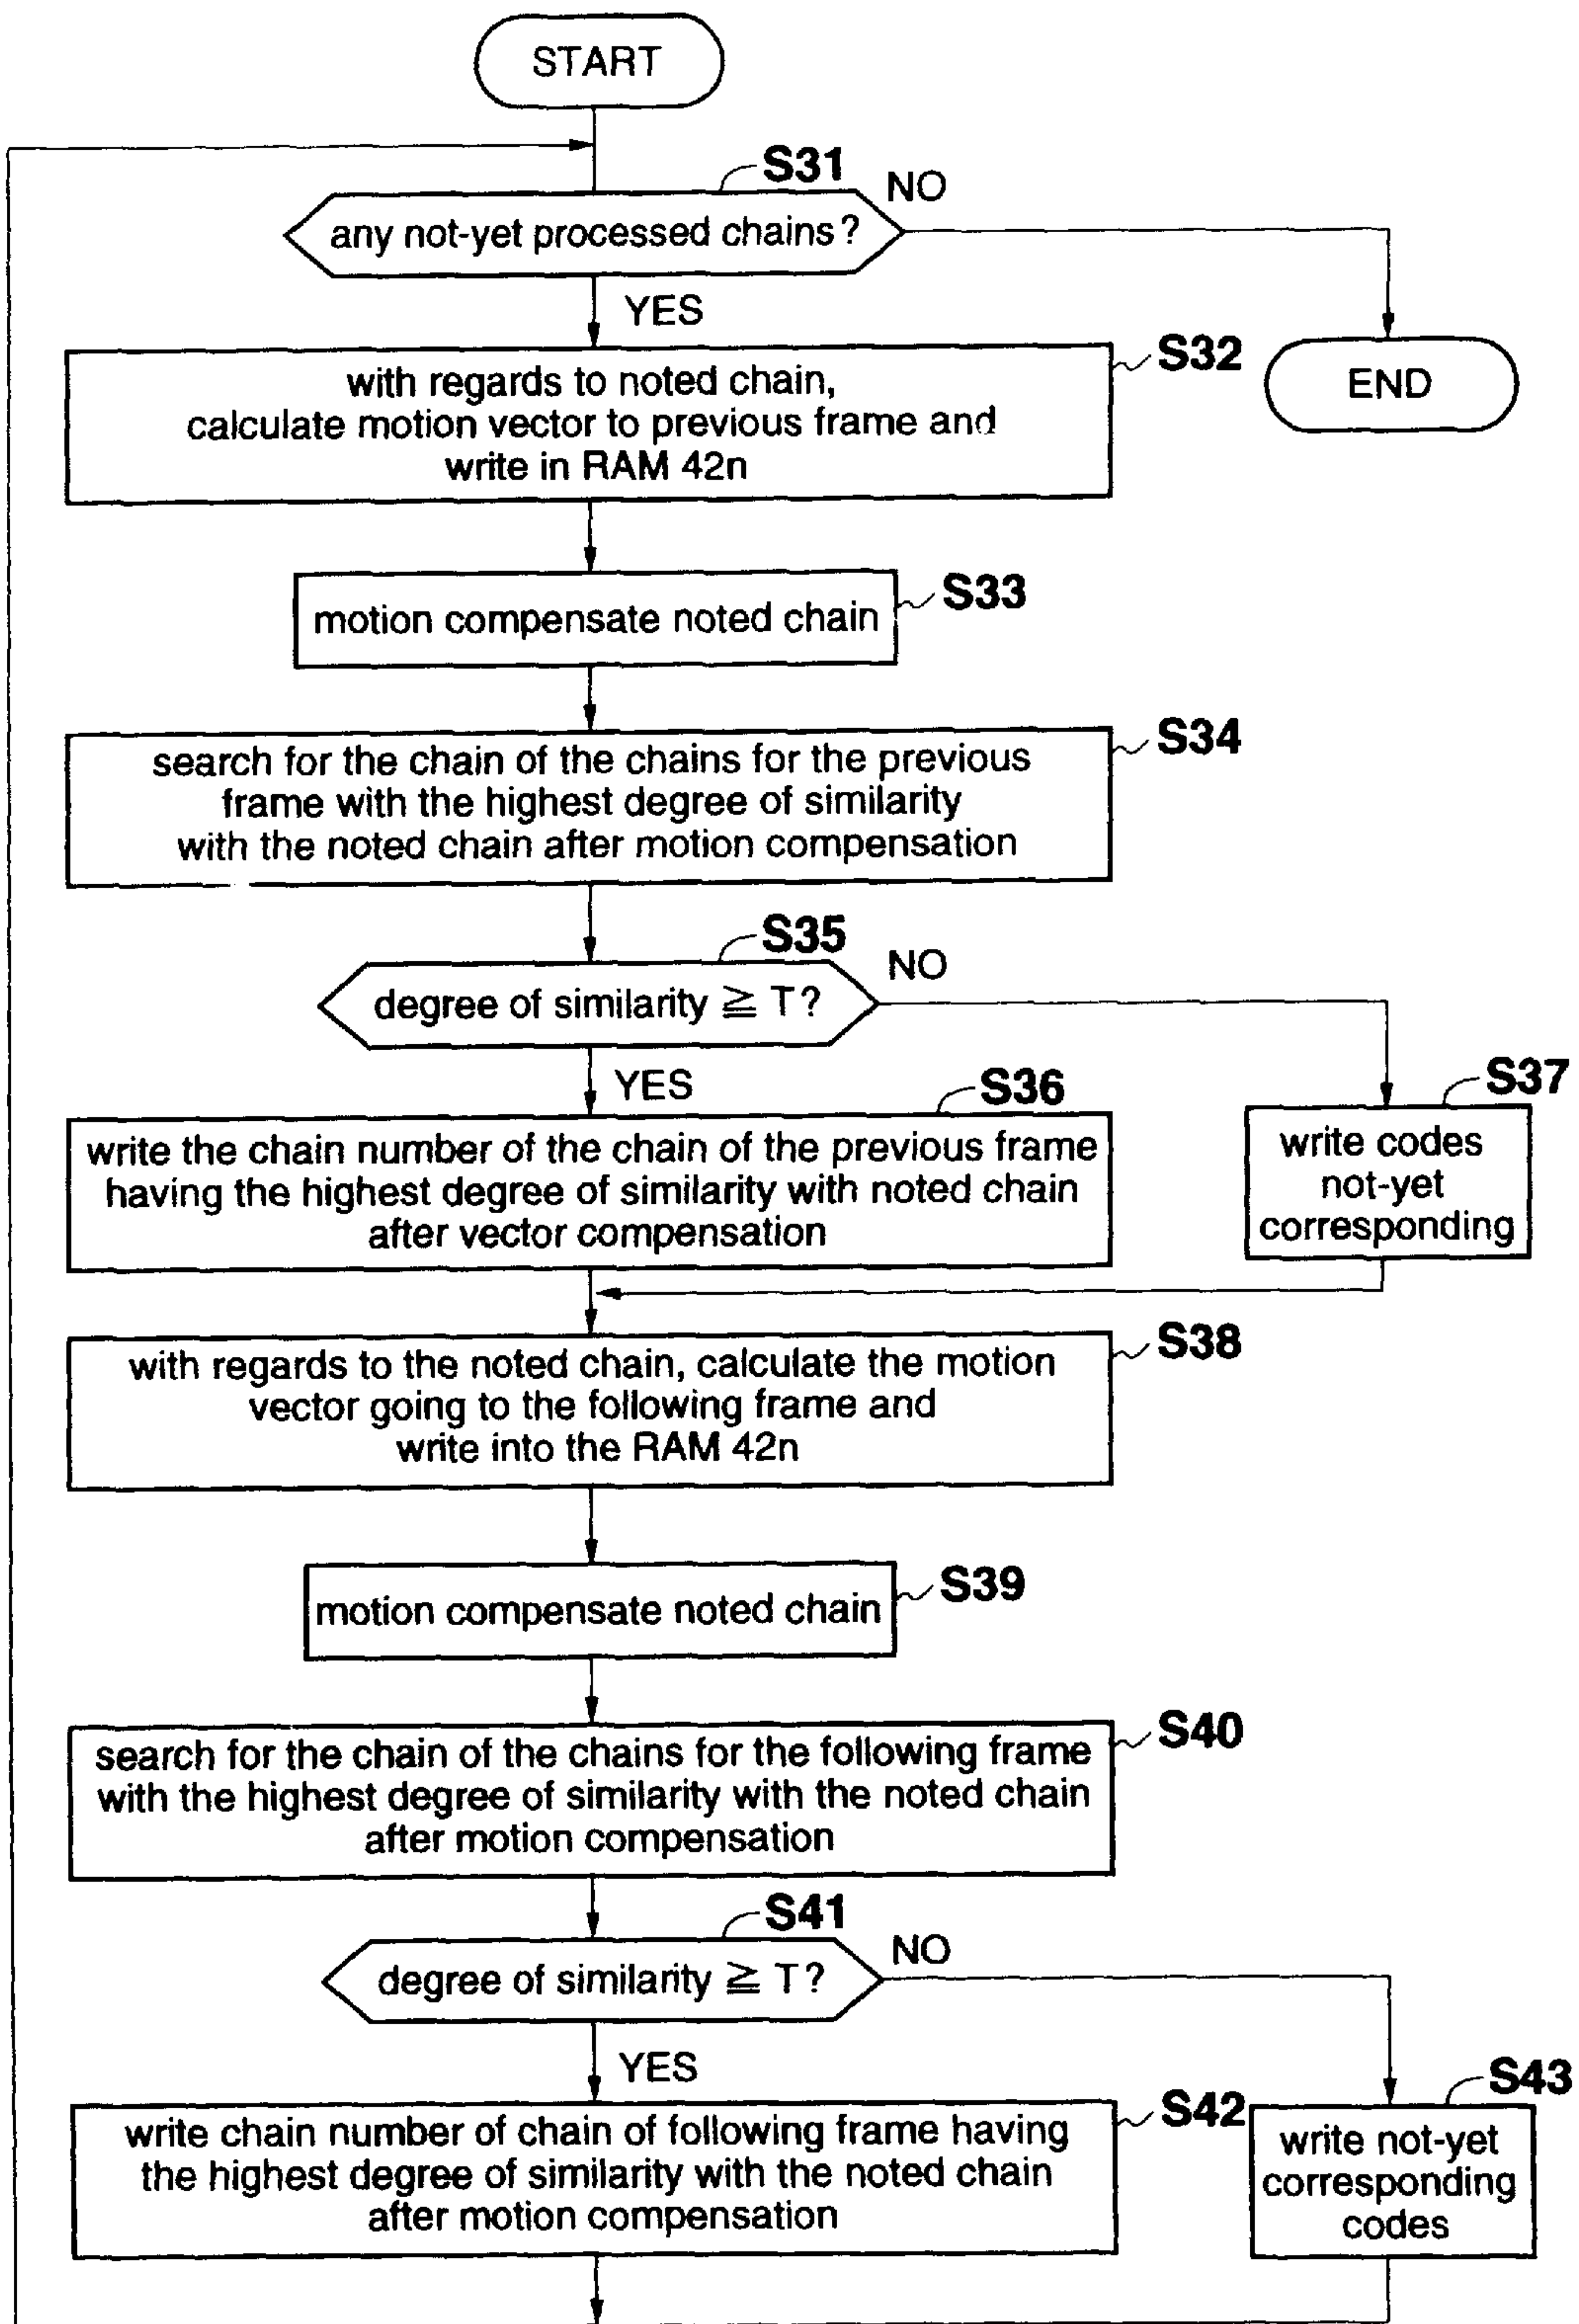 START
S31
NO
any not-yet processed chains?
YES
S32
with regards to noted chain,
calculate motion vector to previous frame and
write in RAM 42n
END
S33
motion compensate noted chain
S34
search for the chain of the chains for the previous
frame with the highest degree of similarity
with the noted chain after motion compensation
S35
NO
degree of similarity ≧ T?
YES
S36
write the chain number of the chain of the previous frame
having the highest degree of similarity with noted chain
after vector compensation
S37
write codes
not-yet
corresponding
S38
with regards to the noted chain, calculate the motion
vector going to the following frame and
write into the RAM 42n
S39
motion compensate noted chain
S40
search for the chain of the chains for the following frame
with the highest degree of similarity with the noted chain
after motion compensation
S41
NO
degree of similarity ≧ T?
YES
S42
write chain number of chain of following frame having
the highest degree of similarity with the noted chain
after motion compensation
S43
write not-yet
corresponding
codes